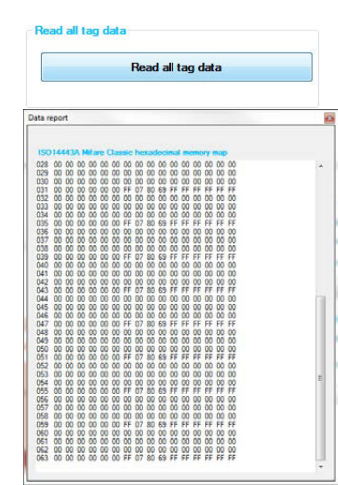 Read all tag data
Read all tag data
Data report
ISO14443A Mifare Classic hexadecimal memory map
028 00 00 00 00 00 00 00 00 00 00 00 00 00 00 00 00
029 00 00 00 00 00 00 00 00 00 00 00 00 00 00 00 00
030 00 00 00 00 00 00 00 00 00 00 00 00 00 00 00 00
031 00 00 00 00 00 00 FF 07 80 69 FF FF FF FF FF FF
032 00 00 00 00 00 00 00 00 00 00 00 00 00 00 00 00
033 00 00 00 00 00 00 00 00 00 00 00 00 00 00 00 00
034 00 00 00 00 00 00 00 00 00 00 00 00 00 00 00 00
035 00 00 00 00 00 00 FF 07 80 69 FF FF FF FF FF FF
036 00 00 00 00 00 00 00 00 00 00 00 00 00 00 00 00
037 00 00 00 00 00 00 00 00 00 00 00 00 00 00 00 00
038 00 00 00 00 00 00 00 00 00 00 00 00 00 00 00 00
039 00 00 00 00 00 00 FF 07 80 69 FF FF FF FF FF FF
040 00 00 00 00 00 00 00 00 00 00 00 00 00 00 00 00
041 00 00 00 00 00 00 00 00 00 00 00 00 00 00 00 00
042 00 00 00 00 00 00 00 00 00 00 00 00 00 00 00 00
043 00 00 00 00 00 00 FF 07 80 69 FF FF FF FF FF FF
044 00 00 00 00 00 00 00 00 00 00 00 00 00 00 00 00
045 00 00 00 00 00 00 00 00 00 00 00 00 00 00 00 00
046 00 00 00 00 00 00 00 00 00 00 00 00 00 00 00 00
047 00 00 00 00 00 00 FF 07 80 69 FF FF FF FF FF FF
048 00 00 00 00 00 00 00 00 00 00 00 00 00 00 00 00
049 00 00 00 00 00 00 00 00 00 00 00 00 00 00 00 00
050 00 00 00 00 00 00 00 00 00 00 00 00 00 00 00 00
051 00 00 00 00 00 00 FF 07 80 69 FF FF FF FF FF FF
052 00 00 00 00 00 00 00 00 00 00 00 00 00 00 00 00
053 00 00 00 00 00 00 00 00 00 00 00 00 00 00 00 00
054 00 00 00 00 00 00 00 00 00 00 00 00 00 00 00 00
055 00 00 00 00 00 00 FF 07 80 69 FF FF FF FF FF FF
056 00 00 00 00 00 00 00 00 00 00 00 00 00 00 00 00
057 00 00 00 00 00 00 00 00 00 00 00 00 00 00 00 00
058 00 00 00 00 00 00 00 00 00 00 00 00 00 00 00 00
059 00 00 00 00 00 00 FF 07 80 69 FF FF FF FF FF FF
060 00 00 00 00 00 00 00 00 00 00 00 00 00 00 00 00
061 00 00 00 00 00 00 00 00 00 00 00 00 00 00 00 00
062 00 00 00 00 00 00 00 00 00 00 00 00 00 00 00 00
063 00 00 00 00 00 00 FF 07 80 69 FF FF FF FF FF FF